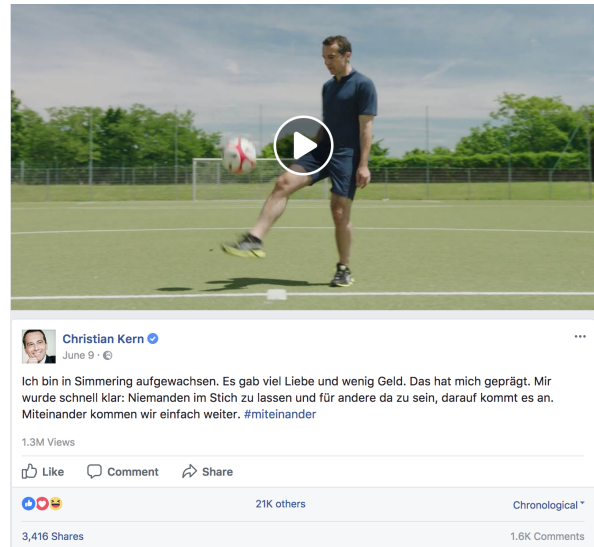 Christian Kern
June 9 ·
Ich bin in Simmering aufgewachsen. Es gab viel Liebe und wenig Geld. Das hat mich geprägt. Mir
wurde schnell klar: Niemanden im Stich zu lassen und für andere da zu sein, darauf kommt es an.
Miteinander kommen wir einfach weiter. #miteinander
1.3M Views
Like Comment Share
21K others Chronological
3,416 Shares 1.6K Comments